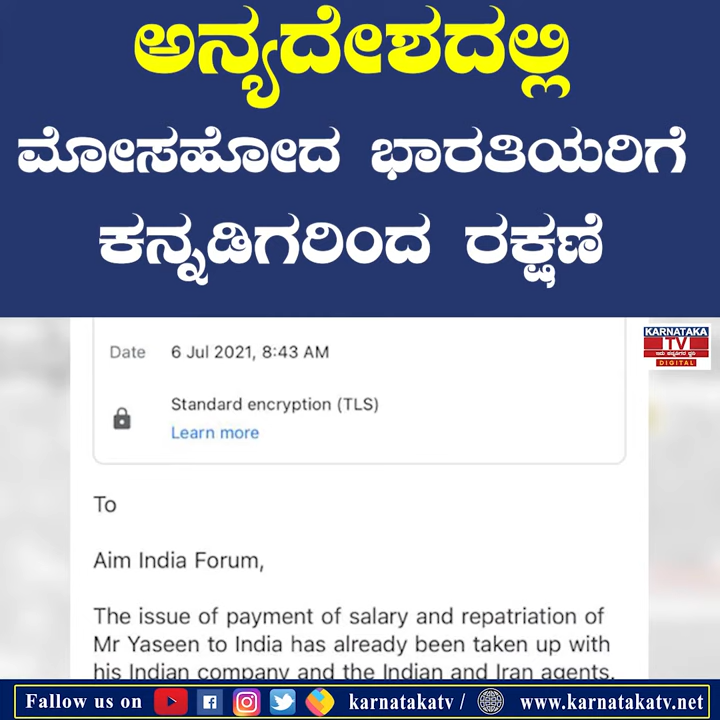 ಅನ್ಯದೇಶದಲ್ಲಿ
ಮೋಸಹೋದ ಭಾರತಿಯರಿಗೆ
ಕನ್ನಡಿಗರಿಂದ ರಕ್ಷಣೆ
KARNATAKA
TV
DIGITAL
Date 6 Jul 2021, 8:43 AM
Standard encryption (TLS)
Learn more
To
Aim India Forum,
The issue of payment of salary and repatriation of
Mr Yaseen to India has already been taken up with
his Indian company and the Indian and Iran agents.
Fallow us on karnatakatv / www.karnatakatv.net